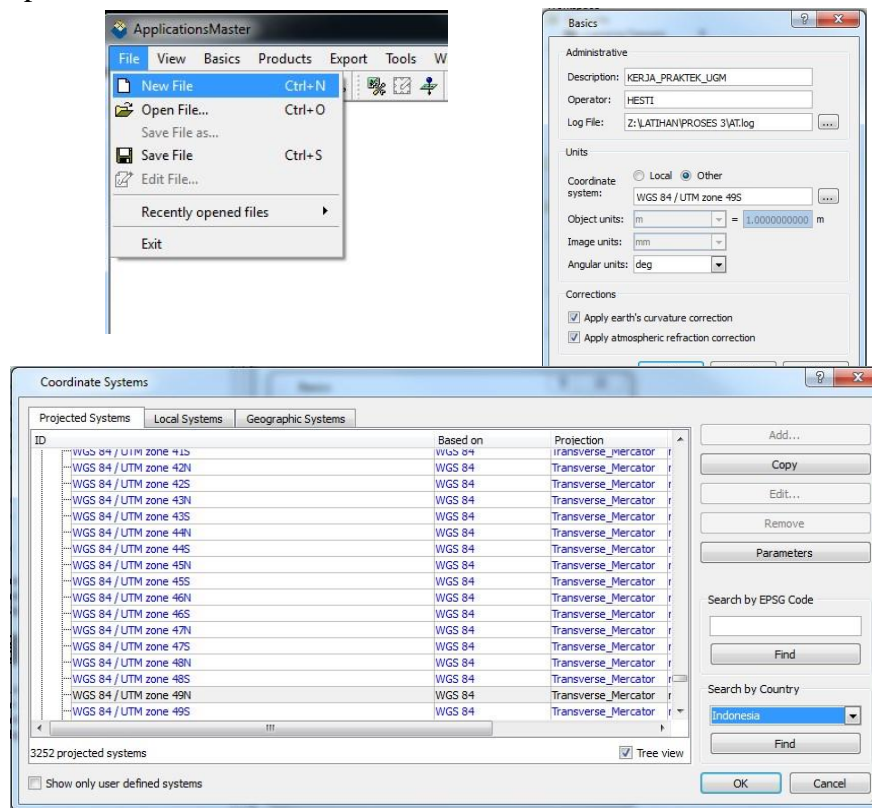 ApplicationsMaster
File View Basics Products Export Tools W
New File Ctrl+N
Open File... Ctrl+O
Save File as...
Save File Ctrl+S
Edit File...
Recently opened files
Exit
Basics
Administrative
Description: KERJA_PRAKTEK_UGM
Operator: HESTI
Log File: Z:\LATIHAN\PROSES 3\AT.log ...
Units
Coordinate system: Local Other
WGS 84 / UTM zone 49S ...
Object units: m = 1.0000000000 m
Image units: mm
Angular units: deg
Corrections
Apply earth's curvature correction
Apply atmospheric refraction correction
Coordinate Systems
Projected Systems Local Systems Geographic Systems
ID Based on Projection
WGS 84 / UTM zone 41S WGS 84 Transverse_Mercator
WGS 84 / UTM zone 42N WGS 84 Transverse_Mercator
WGS 84 / UTM zone 42S WGS 84 Transverse_Mercator
WGS 84 / UTM zone 43N WGS 84 Transverse_Mercator
WGS 84 / UTM zone 43S WGS 84 Transverse_Mercator
WGS 84 / UTM zone 44N WGS 84 Transverse_Mercator
WGS 84 / UTM zone 44S WGS 84 Transverse_Mercator
WGS 84 / UTM zone 45N WGS 84 Transverse_Mercator
WGS 84 / UTM zone 45S WGS 84 Transverse_Mercator
WGS 84 / UTM zone 46N WGS 84 Transverse_Mercator
WGS 84 / UTM zone 46S WGS 84 Transverse_Mercator
WGS 84 / UTM zone 47N WGS 84 Transverse_Mercator
WGS 84 / UTM zone 47S WGS 84 Transverse_Mercator
WGS 84 / UTM zone 48N WGS 84 Transverse_Mercator
WGS 84 / UTM zone 48S WGS 84 Transverse_Mercator
WGS 84 / UTM zone 49N WGS 84 Transverse_Mercator
WGS 84 / UTM zone 49S WGS 84 Transverse_Mercator
3252 projected systems Tree view
Show only user defined systems
Add...
Copy
Edit...
Remove
Parameters
Search by EPSG Code
Find
Search by Country
Indonesia
Find
OK Cancel